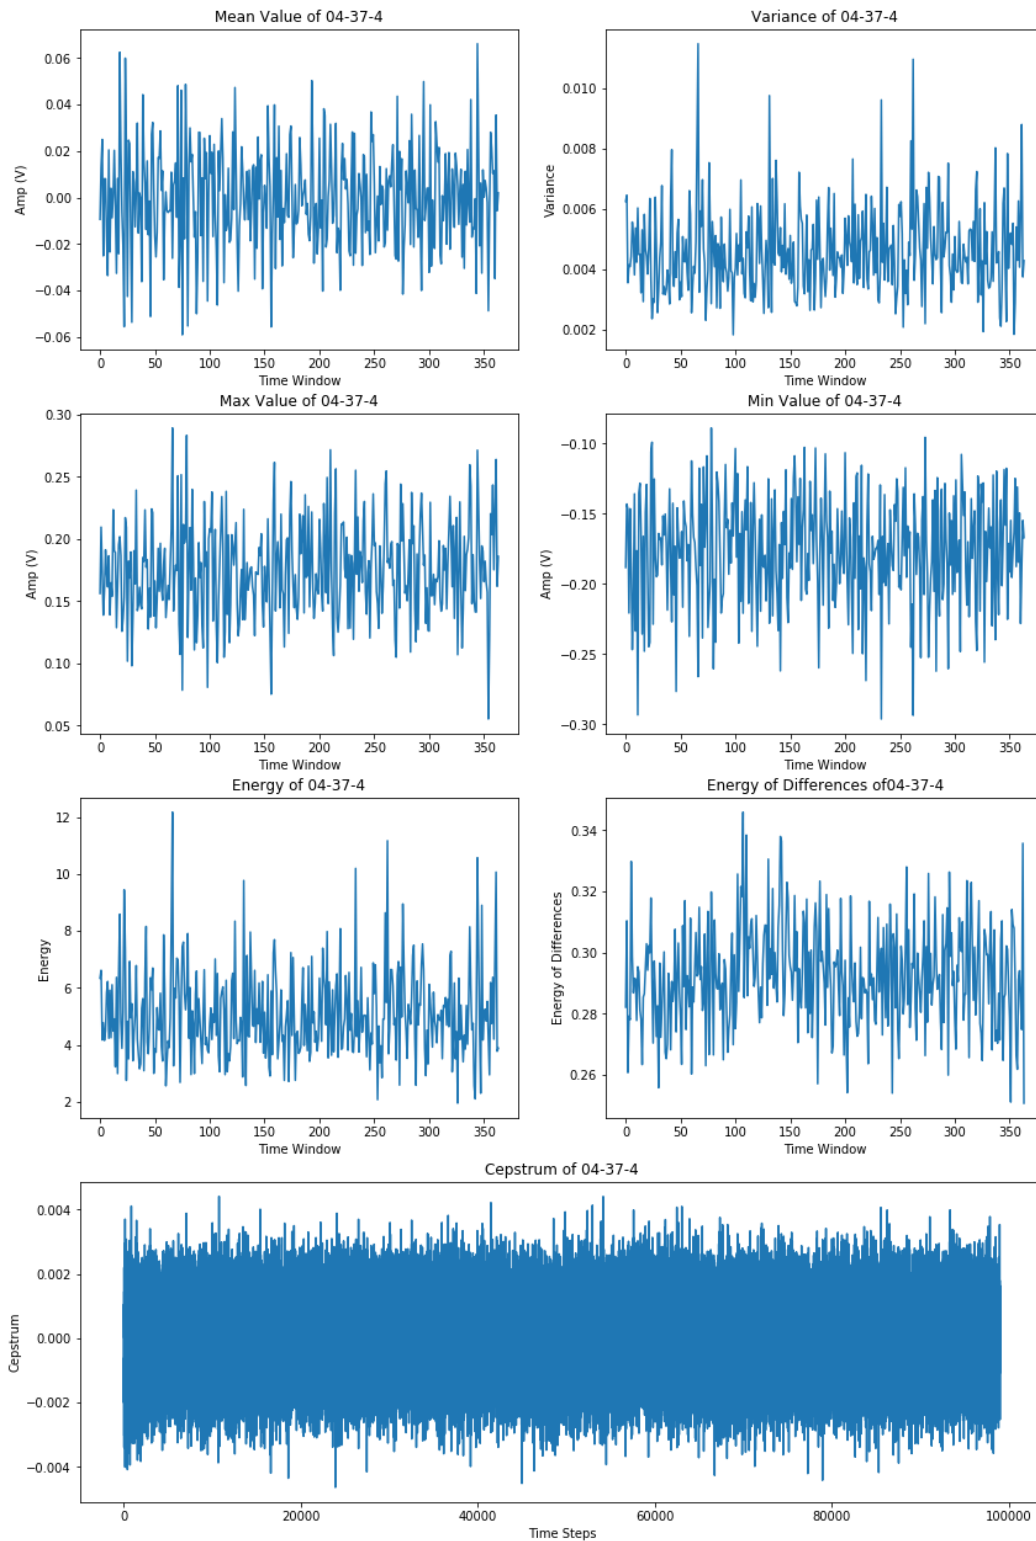 Mean Value of 04-37-4
Amp (V)
0.06
0.04
0.02
0.00
−0.02
−0.04
−0.06
0 50 100 150 200 250 300 350
Time Window
Variance of 04-37-4
Variance
0.010
0.008
0.006
0.004
0.002
0 50 100 150 200 250 300 350
Time Window
Max Value of 04-37-4
Amp (V)
0.30
0.25
0.20
0.15
0.10
0.05
0 50 100 150 200 250 300 350
Time Window
Min Value of 04-37-4
Amp (V)
−0.10
−0.15
−0.20
−0.25
−0.30
0 50 100 150 200 250 300 350
Time Window
Energy of 04-37-4
Energy
12
10
8
6
4
2
0 50 100 150 200 250 300 350
Time Window
Energy of Differences of04-37-4
Energy of Differences
0.34
0.32
0.30
0.28
0.26
0 50 100 150 200 250 300 350
Time Window
Cepstrum of 04-37-4
Cepstrum
0.004
0.002
0.000
−0.002
−0.004
0 20000 40000 60000 80000 100000
Time Steps